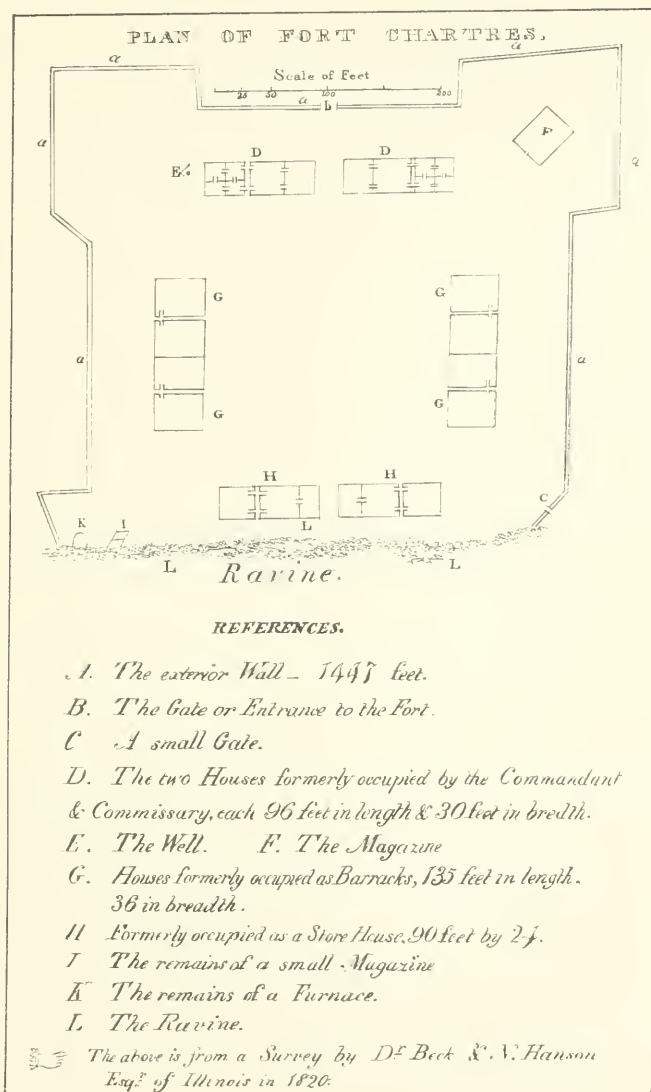 PLAN OF FORT CHARTRES.
a a
Scale of Feet
25 50 100 200
a b
a F
D D
E a
G G
a a
G G
H H
C
K I L
L L
Ravine.
REFERENCES.
A. The exterior Wall – 1447 feet.
B. The Gate or Entrance to the Fort.
C A small Gate.
D. The two Houses formerly occupied by the Commandant
& Commissary, each 96 feet in length & 30 feet in bredth.
E. The Well. F. The Magazine
G. Houses formerly occupied as Barracks, 135 feet in length.
36 in breadth.
H Formerly occupied as a Store House. 90 feet by 24.
I The remains of a small Magazine
K The remains of a Furnace.
L The Ravine.
The above is from a Survey by Dr Beck & N. Hanson
Esqr of Illinois in 1820.